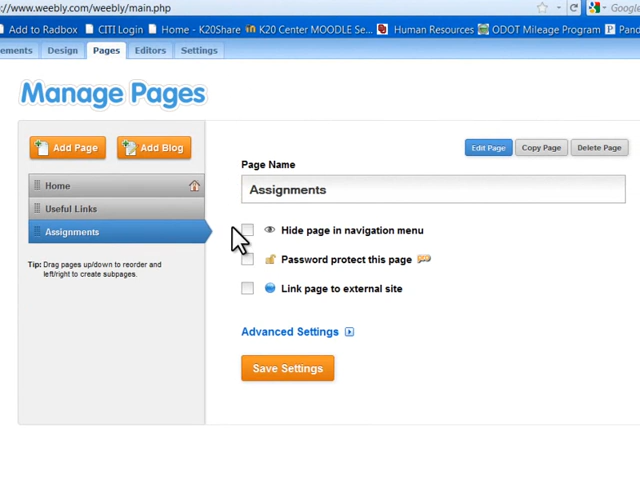 ://www.weebly.com/weebly/main.php
Google
Add to Radbox CITI Login Home - K20Share K20 Center MOODLE Se... Human Resources ODOT Mileage Program Pand
ements Design Pages Editors Settings
Manage Pages
Add Page Add Blog
Edit Page Copy Page Delete Page
Page Name
Assignments
Home
Useful Links
Assignments
Tip: Drag pages up/down to reorder and
left/right to create subpages.
Hide page in navigation menu
Password protect this page
Link page to external site
Advanced Settings
Save Settings